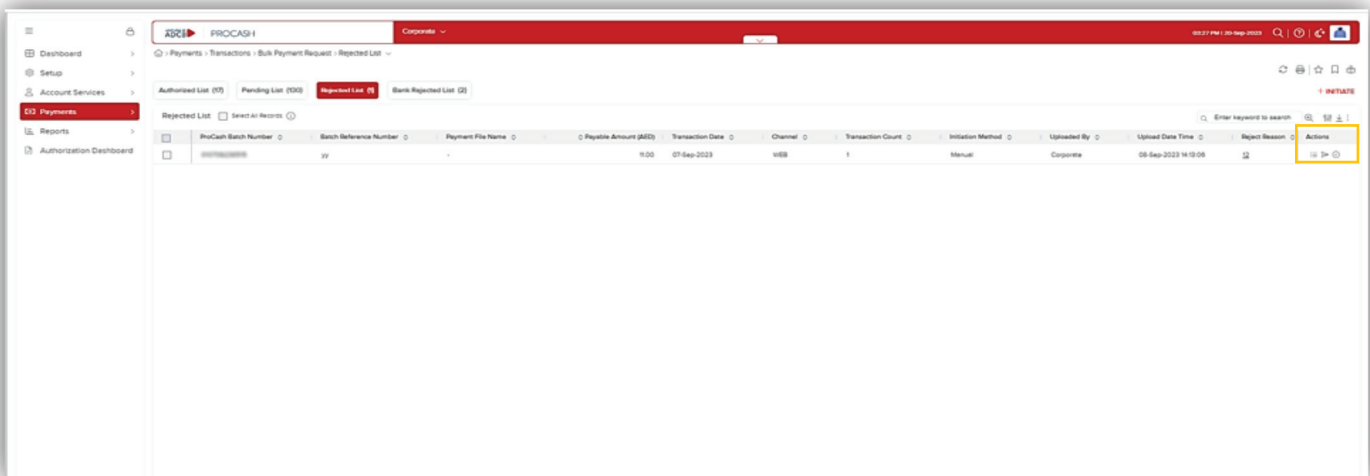 ADCB PROCASH Corporate 03:27 PM | 20-Sep-2023
Dashboard
Payments > Transactions > Bulk Payment Request > Rejected List
Setup
Account Services
Authorized List (17) Pending List (130) Rejected List (1) Bank Rejected List (2) + INITIATE
Payments
Rejected List Select All Records Enter keyword to search
Reports
ProCash Batch Number Batch Reference Number Payment File Name Payable Amount (AED) Transaction Date Channel Transaction Count Initiation Method Uploaded By Upload Date Time Reject Reason Actions
Authorization Dashboard
yy - 11.00 07-Sep-2023 WEB 1 Manual Corporate 08-Sep-2023 14:13:06 12